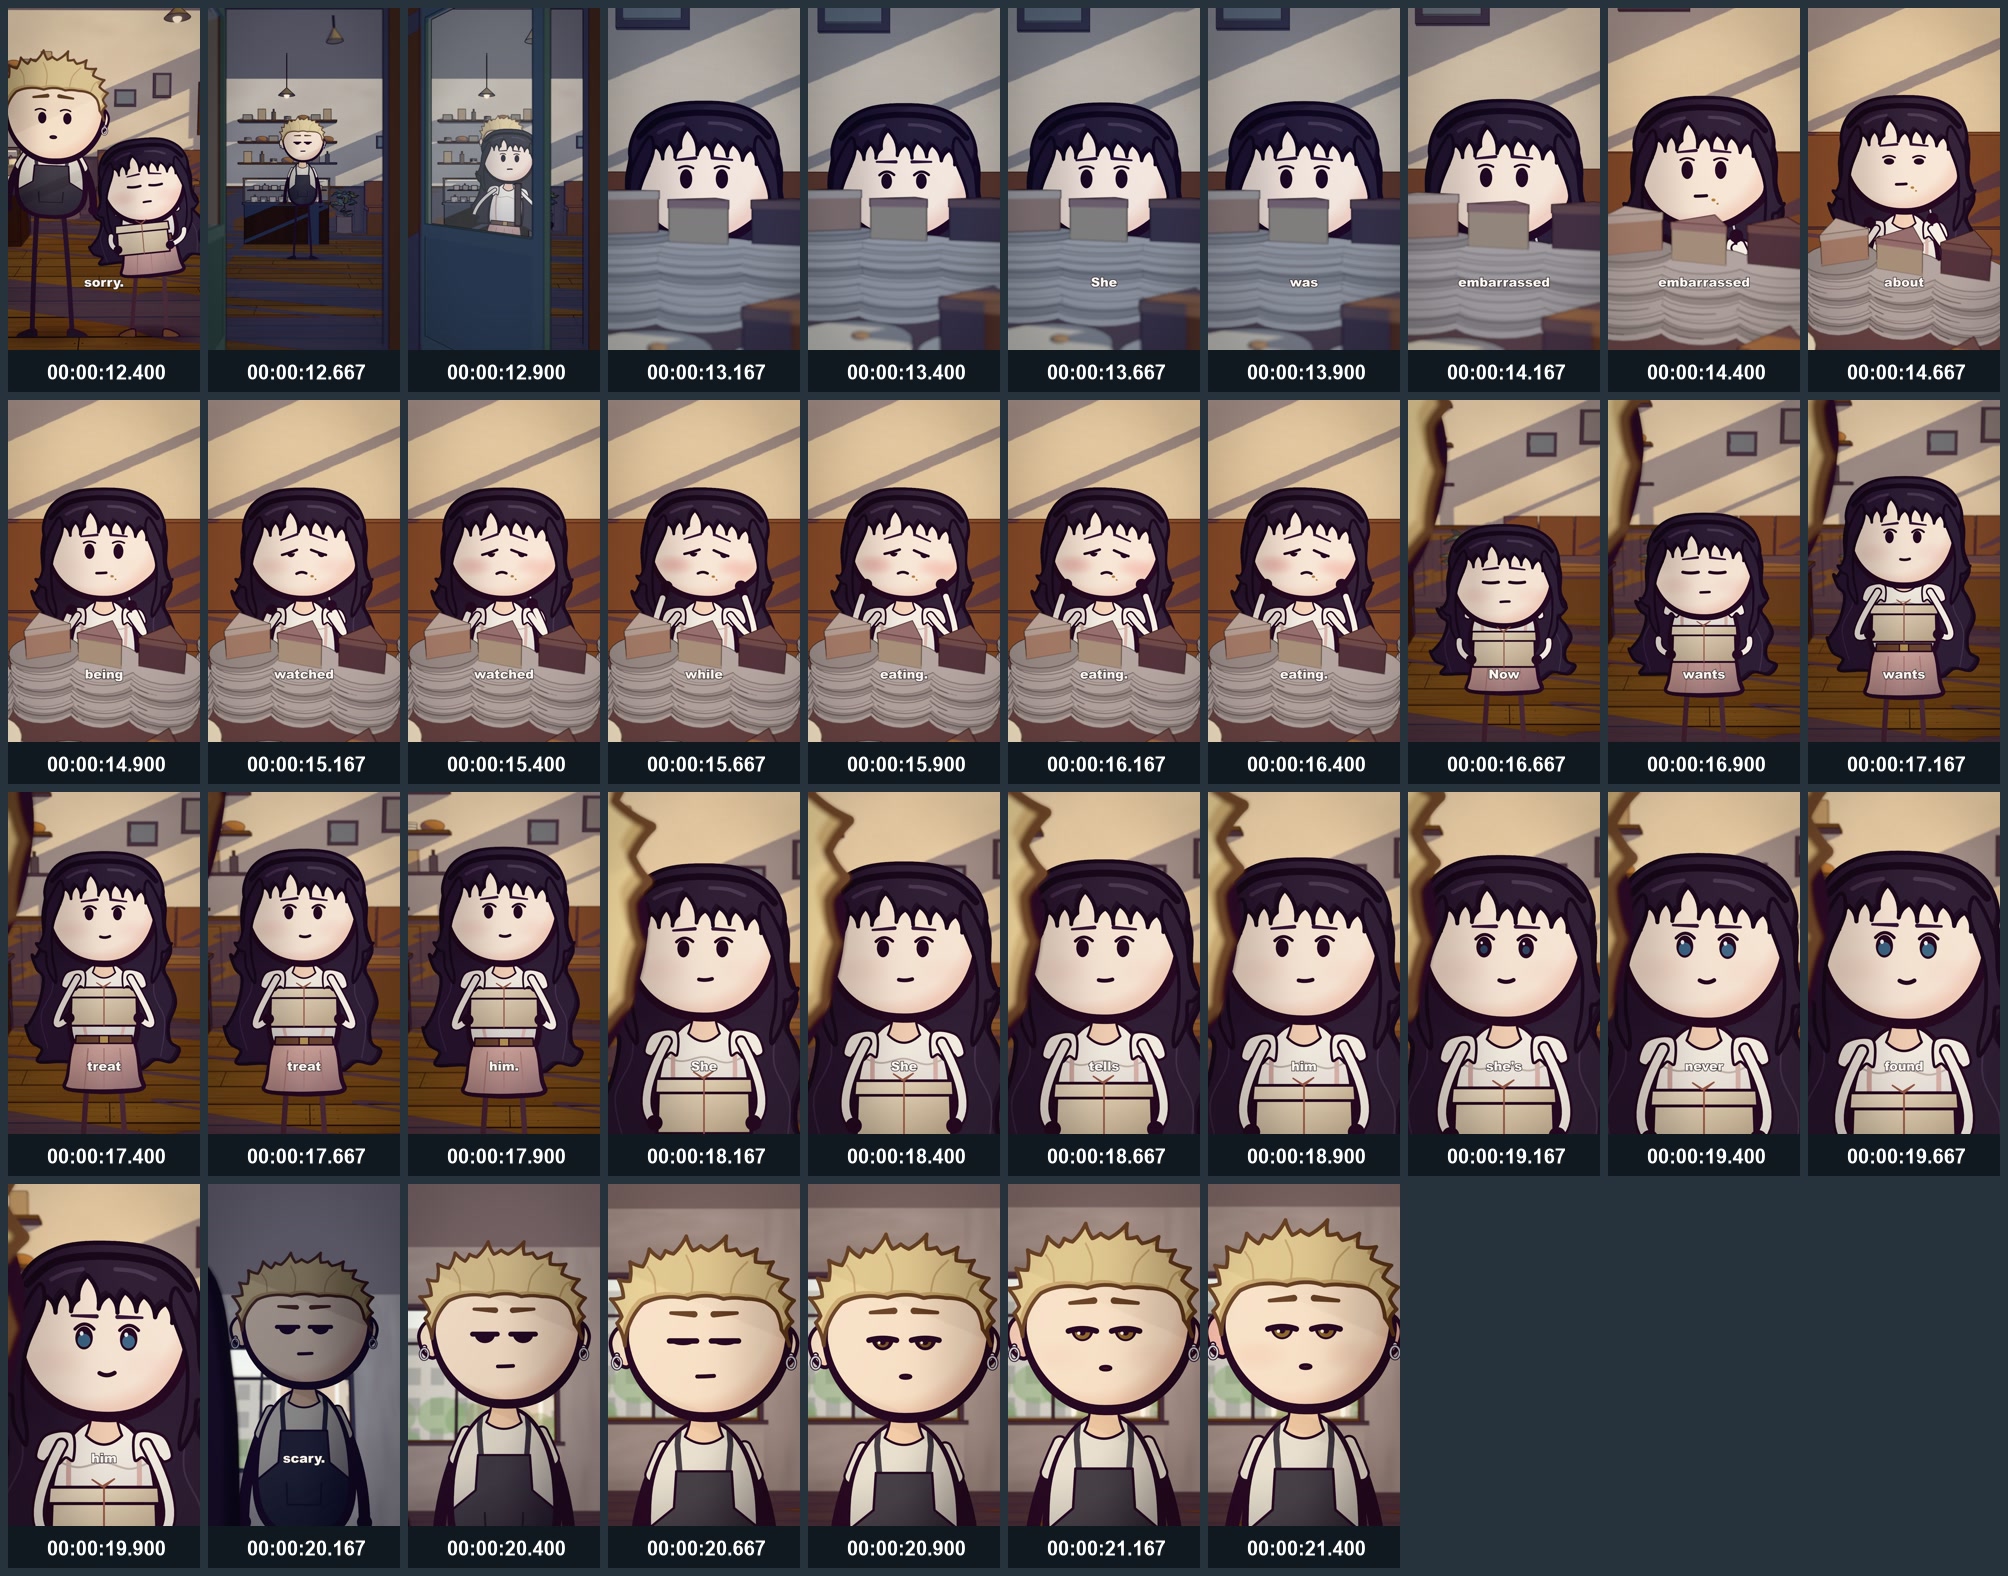 sorry.
She
was
embarrassed
embarrassed
about
00:00:12.400
00:00:12.667
00:00:12.900
00:00:13.167
00:00:13.400
00:00:13.667
00:00:13.900
00:00:14.167
00:00:14.400
00:00:14.667
being
watched
watched
while
eating.
eating.
eating.
Now
wants
wants
00:00:14.900
00:00:15.167
00:00:15.400
00:00:15.667
00:00:15.900
00:00:16.167
00:00:16.400
00:00:16.667
00:00:16.900
00:00:17.167
treat
treat
him.
She
She
tells
him
she's
never
found
00:00:17.400
00:00:17.667
00:00:17.900
00:00:18.167
00:00:18.400
00:00:18.667
00:00:18.900
00:00:19.167
00:00:19.400
00:00:19.667
him
scary.
00:00:19.900
00:00:20.167
00:00:20.400
00:00:20.667
00:00:20.900
00:00:21.167
00:00:21.400